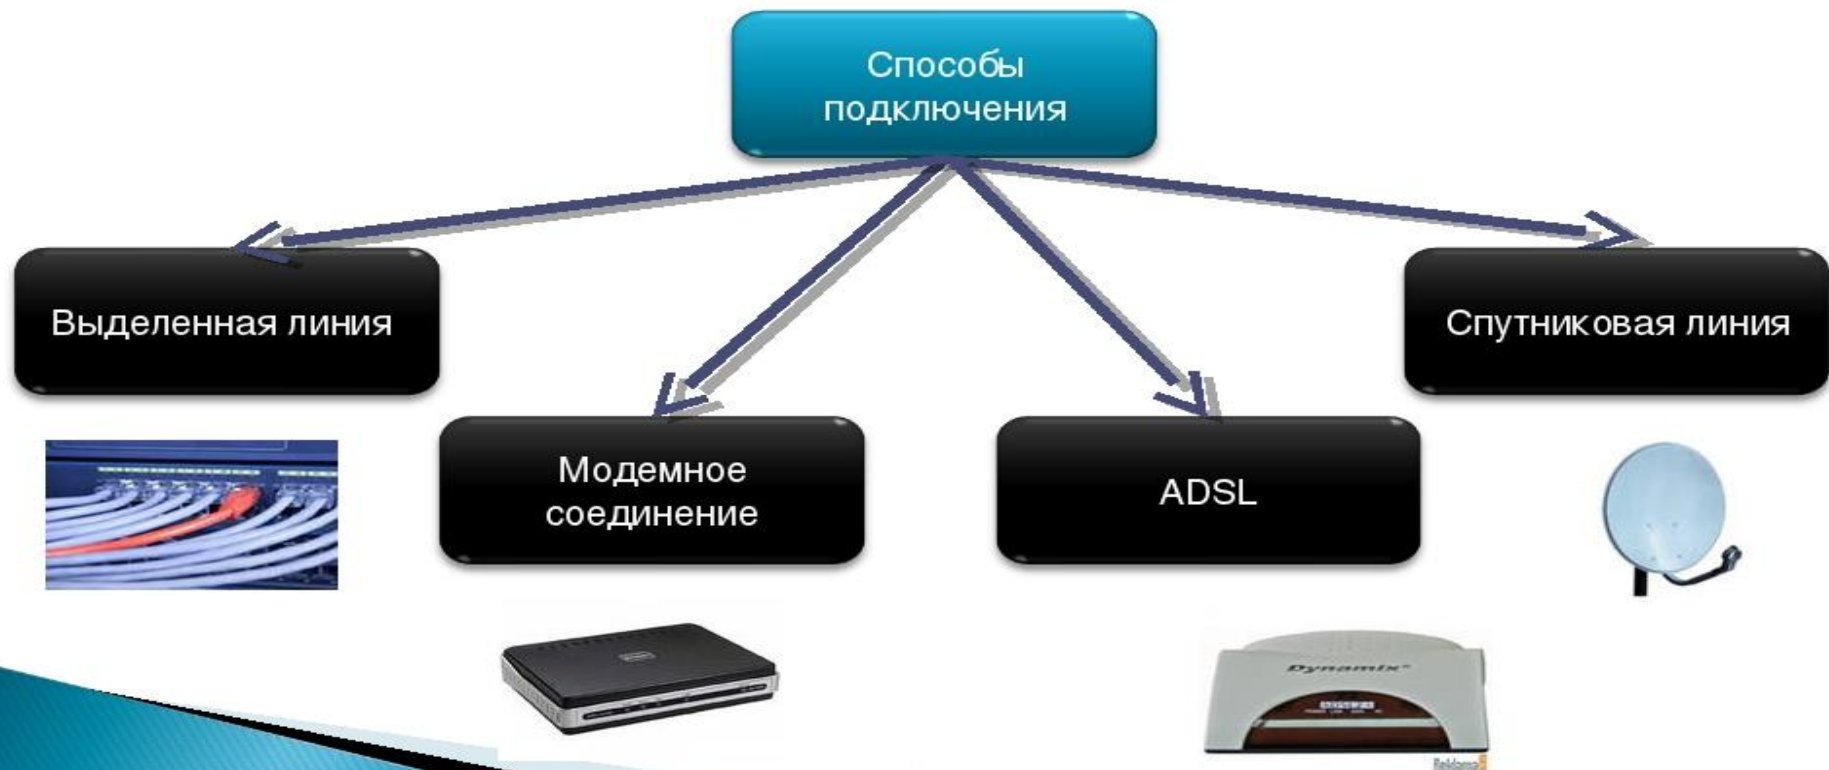 Способы
подключения
Выделенная линия
Спутниковая линия
Модемное
соединение
ADSL
Dynamix